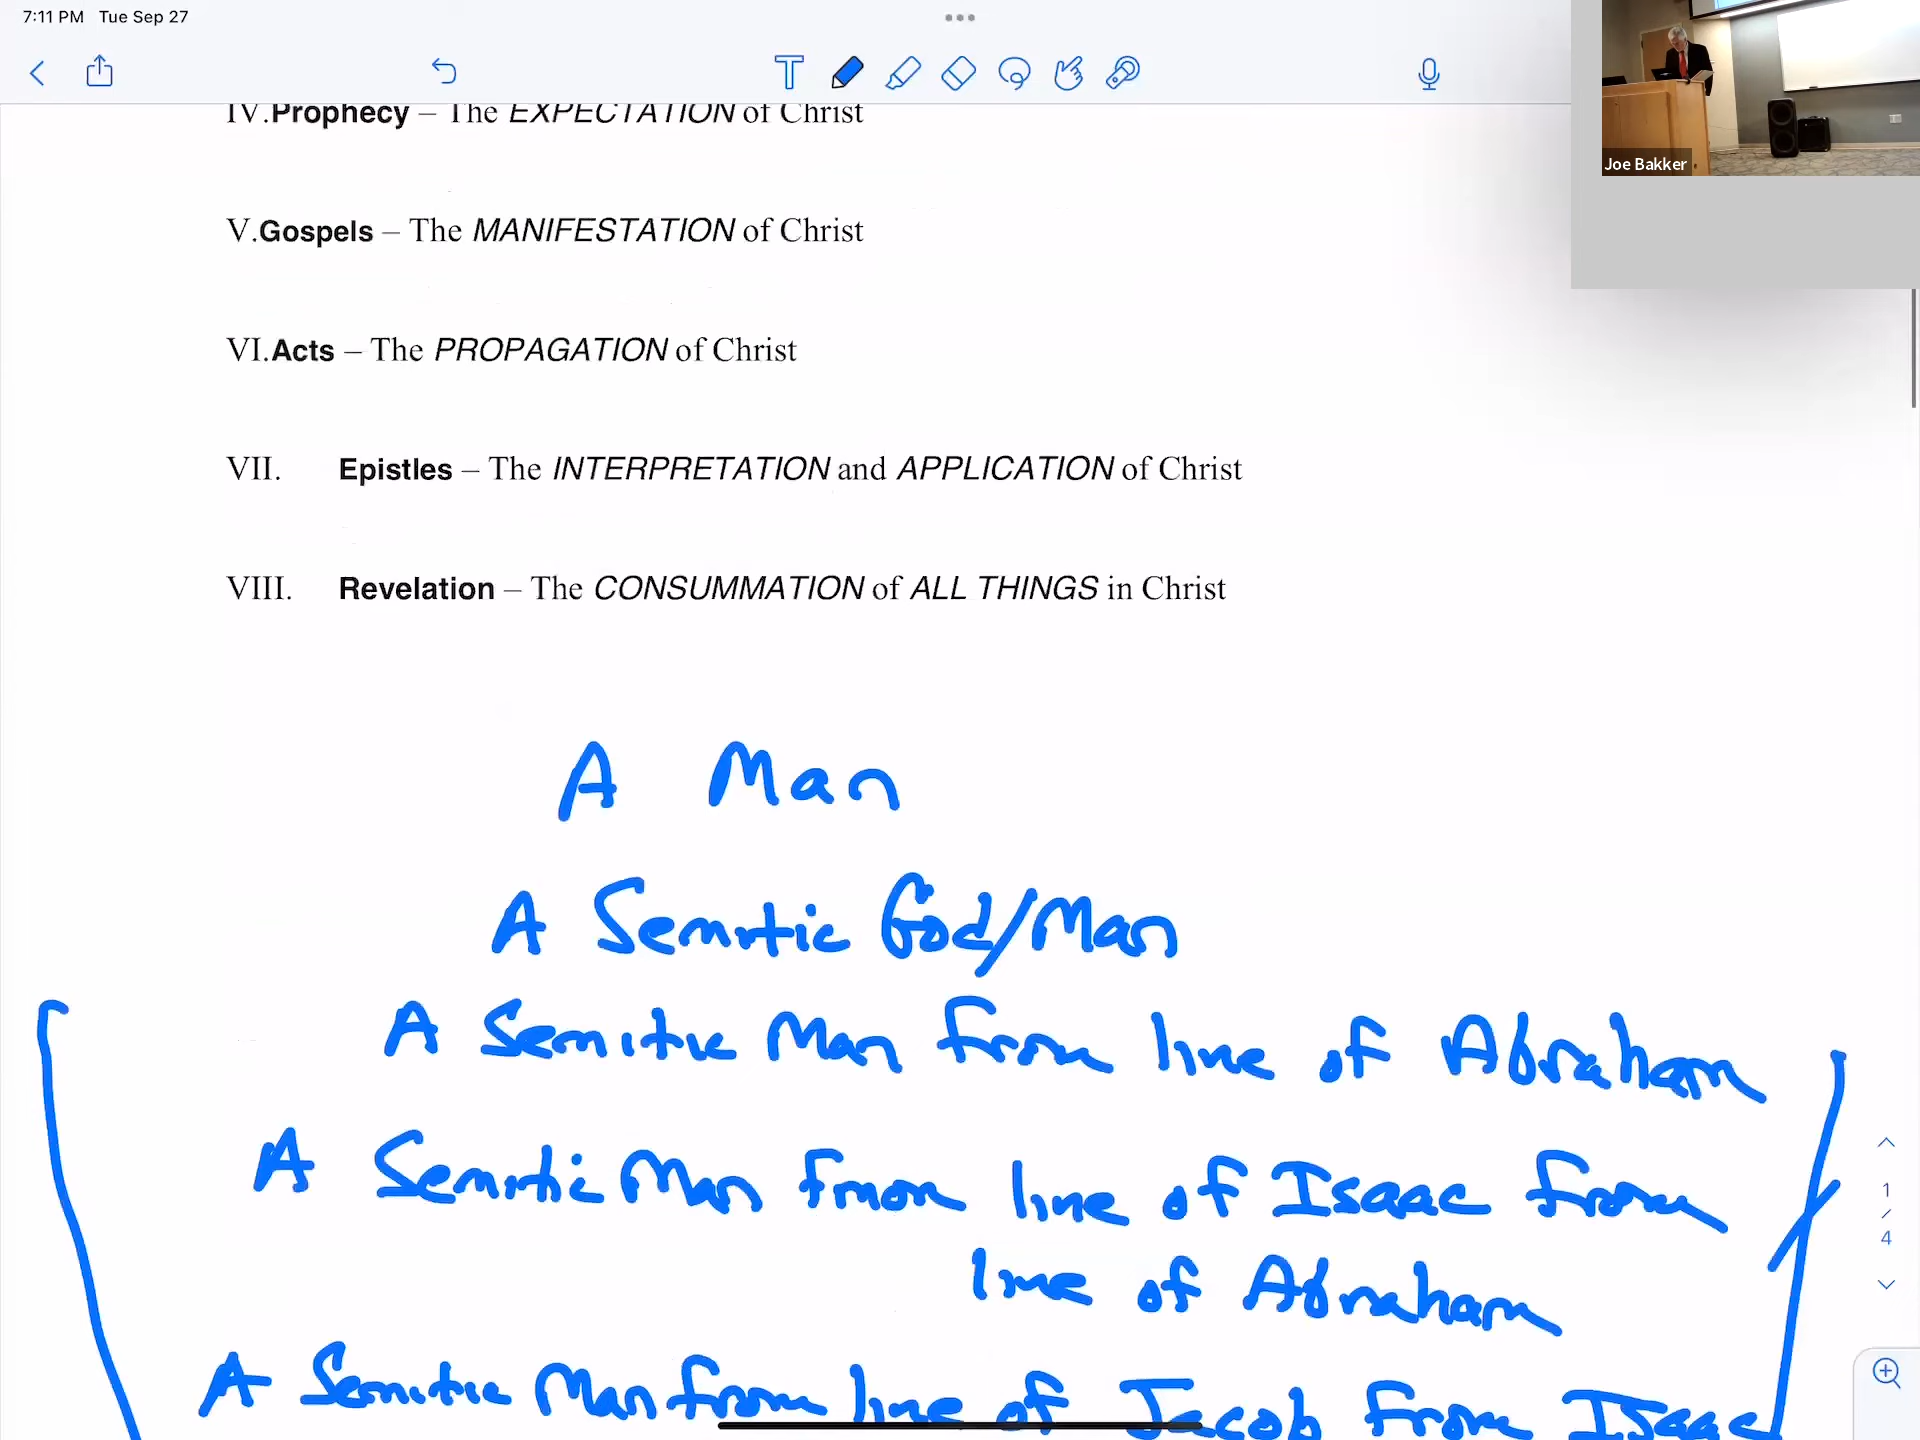 7:11 PM Tue Sep 27
Joe Bakker
IV.Prophecy – The EXPECTATION of Christ
V.Gospels – The MANIFESTATION of Christ
VI.Acts – The PROPAGATION of Christ
VII. Epistles – The INTERPRETATION and APPLICATION of Christ
VIII. Revelation – The CONSUMMATION of ALL THINGS in Christ
A Man
A Semitic God/Man
A Semitic Man from line of Abraham
A Semitic Man from line of Isaac from
line of Abraham
A Semitic Man from line of Jacob from Isaac
1
/
4